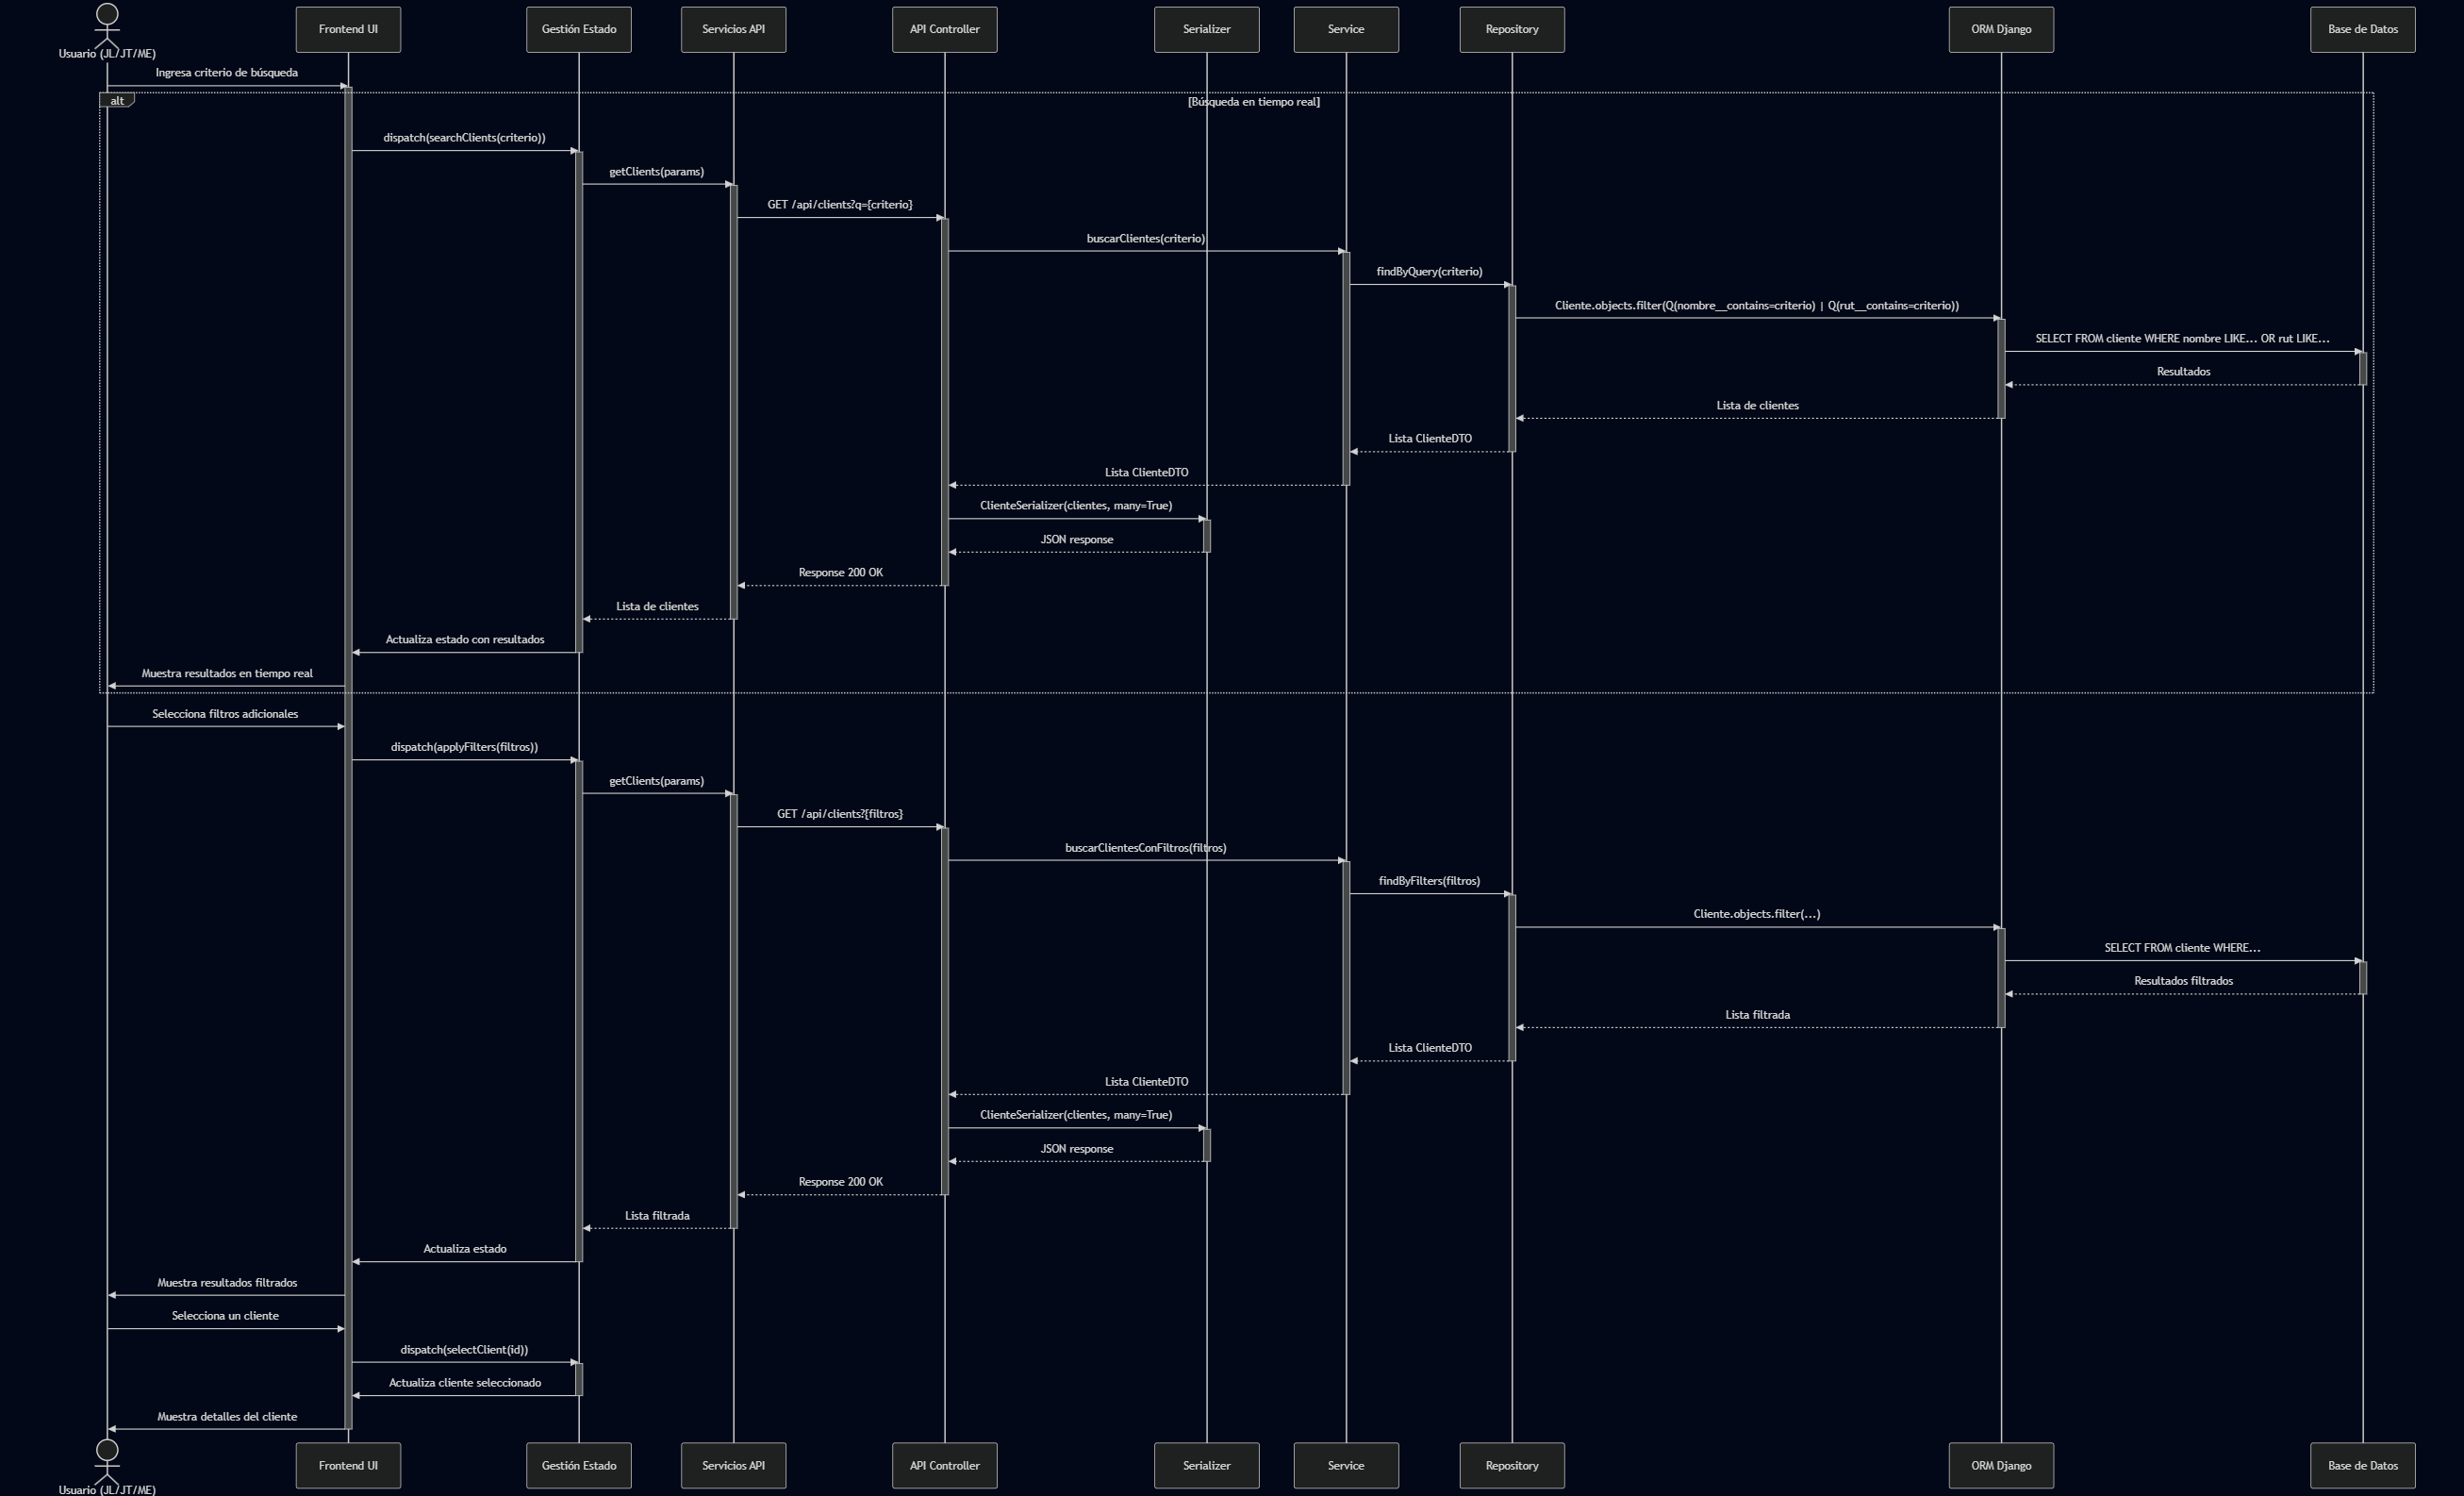 Usuario (JL/JT/ME)
Frontend UI
Gestión Estado
Servicios API
API Controller
Serializer
Service
Repository
ORM Django
Base de Datos
Ingresa criterio de búsqueda
alt
[Búsqueda en tiempo real]
dispatch(searchClients(criterio))
getClients(params)
GET /api/clients?q={criterio}
buscarClientes(criterio)
findByQuery(criterio)
Cliente.objects.filter(Q(nombre__contains=criterio) | Q(rut__contains=criterio))
SELECT FROM cliente WHERE nombre LIKE... OR rut LIKE...
Resultados
Lista de clientes
Lista ClienteDTO
Lista ClienteDTO
ClienteSerializer(clientes, many=True)
JSON response
Response 200 OK
Lista de clientes
Actualiza estado con resultados
Muestra resultados en tiempo real
Selecciona filtros adicionales
dispatch(applyFilters(filtros))
getClients(params)
GET /api/clients?{filtros}
buscarClientesConFiltros(filtros)
findByFilters(filtros)
Cliente.objects.filter(...)
SELECT FROM cliente WHERE...
Resultados filtrados
Lista filtrada
Lista ClienteDTO
Lista ClienteDTO
ClienteSerializer(clientes, many=True)
JSON response
Response 200 OK
Lista filtrada
Actualiza estado
Muestra resultados filtrados
Selecciona un cliente
dispatch(selectClient(id))
Actualiza cliente seleccionado
Muestra detalles del cliente
Usuario (JL/JT/ME)
Frontend UI
Gestión Estado
Servicios API
API Controller
Serializer
Service
Repository
ORM Django
Base de Datos